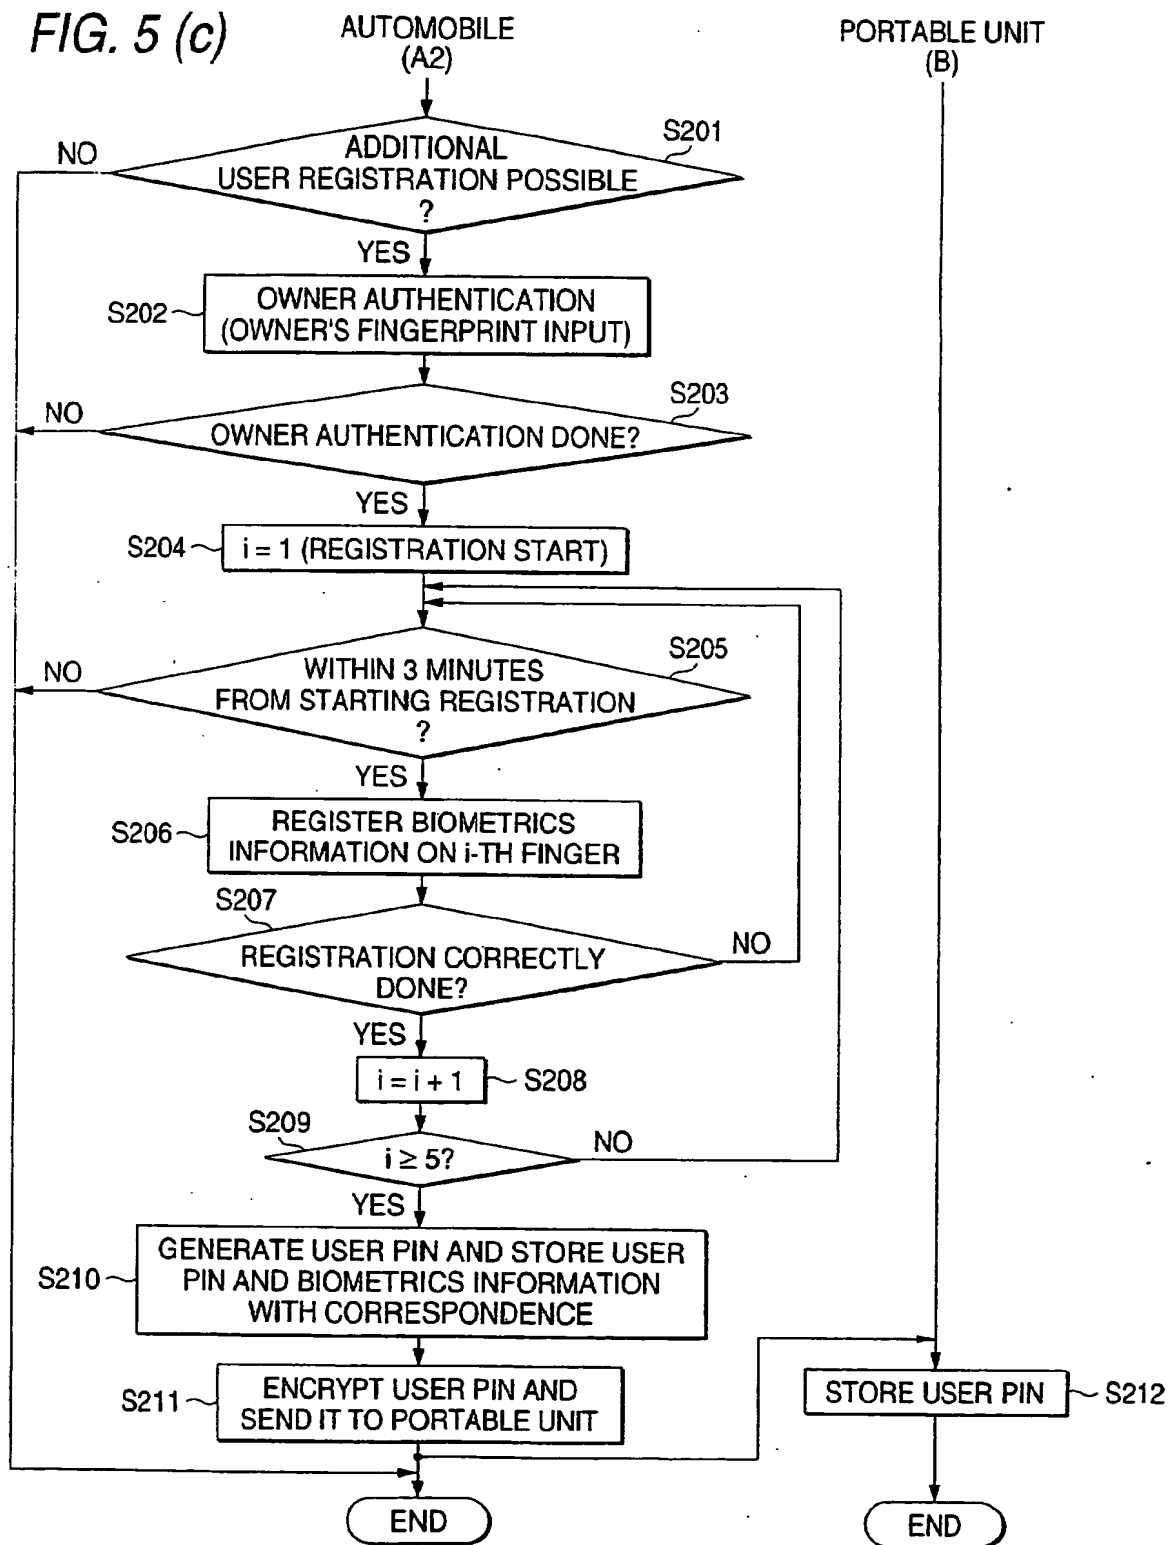 FIG. 5 (c)
AUTOMOBILE
(A2)
PORTABLE UNIT
(B)
S201
NO
ADDITIONAL
USER REGISTRATION POSSIBLE
?
YES
S202
OWNER AUTHENTICATION
(OWNER'S FINGERPRINT INPUT)
S203
NO
OWNER AUTHENTICATION DONE?
YES
S204
i = 1 (REGISTRATION START)
S205
NO
WITHIN 3 MINUTES
FROM STARTING REGISTRATION
?
YES
S206
REGISTER BIOMETRICS
INFORMATION ON i-TH FINGER
S207
NO
REGISTRATION CORRECTLY
DONE?
YES
i = i + 1
S208
S209
NO
i ≥ 5?
YES
S210
GENERATE USER PIN AND STORE USER
PIN AND BIOMETRICS INFORMATION
WITH CORRESPONDENCE
S211
ENCRYPT USER PIN AND
SEND IT TO PORTABLE UNIT
STORE USER PIN
S212
END
END